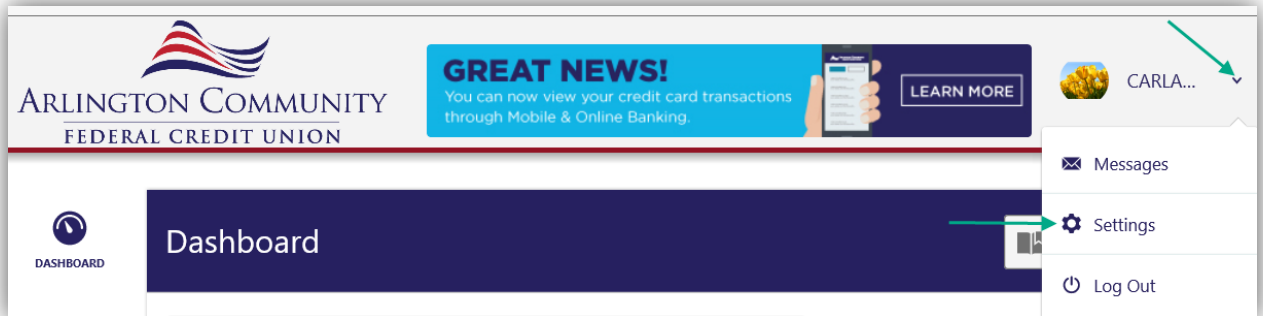 ARLINGTON COMMUNITY
FEDERAL CREDIT UNION
GREAT NEWS!
You can now view your credit card transactions
through Mobile & Online Banking.
LEARN MORE
CARLA...
Messages
Settings
Log Out
DASHBOARD
Dashboard